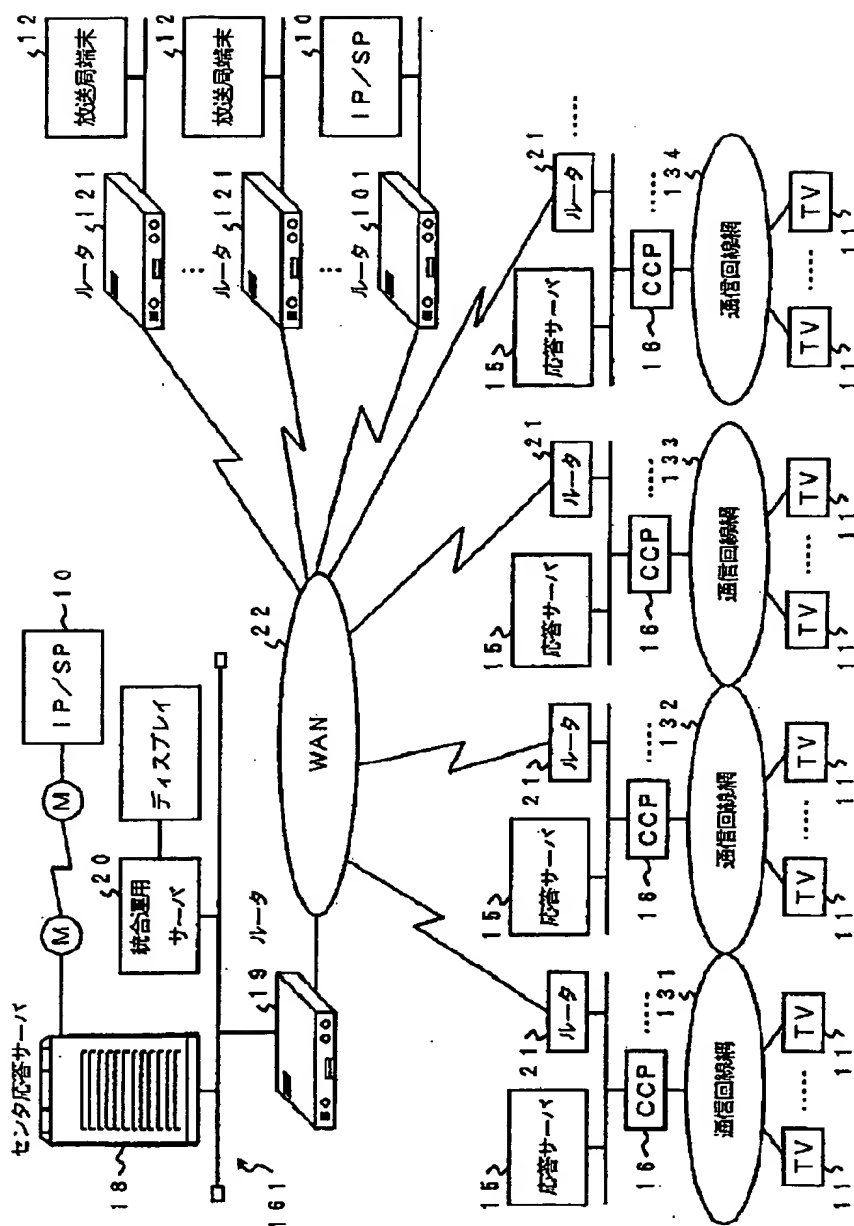 センタ応答サーバ
18
161
M
M
IP/SP
10
統合運用
サーバ
20
ディスプレイ
ルータ
19
WAN
22
ルータ
121
放送局端末
12
ルータ
121
放送局端末
12
ルータ
101
IP/SP
10
応答サーバ
15
ルータ
21
CCP
16
131
通信回線網
TV
11
TV
11
応答サーバ
15
ルータ
21
CCP
16
132
通信回線網
TV
11
TV
11
応答サーバ
15
ルータ
21
CCP
16
133
通信回線網
TV
11
TV
11
応答サーバ
15
ルータ
21
CCP
16
134
通信回線網
TV
11
TV
11